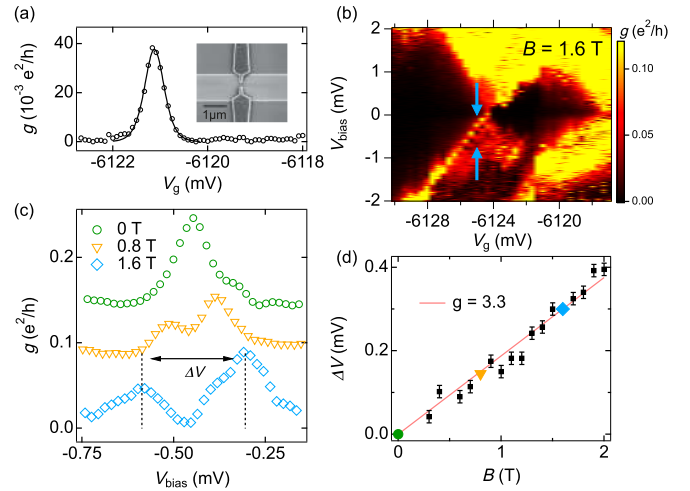 (a)
40
20
0
g (10⁻³ e²/h)
-6122
-6120
-6118
V_g (mV)
1μm
(b)
2
1
0
-1
-2
V_bias (mV)
-6128
-6124
-6120
V_g (mV)
B = 1.6 T
g (e²/h)
0.10
0.05
0.00
(c)
0 T
0.8 T
1.6 T
0.2
0.1
0.0
g (e²/h)
ΔV
-0.75
-0.50
-0.25
V_bias (mV)
(d)
0.4
0.2
0.0
ΔV (mV)
g = 3.3
0
1
2
B (T)